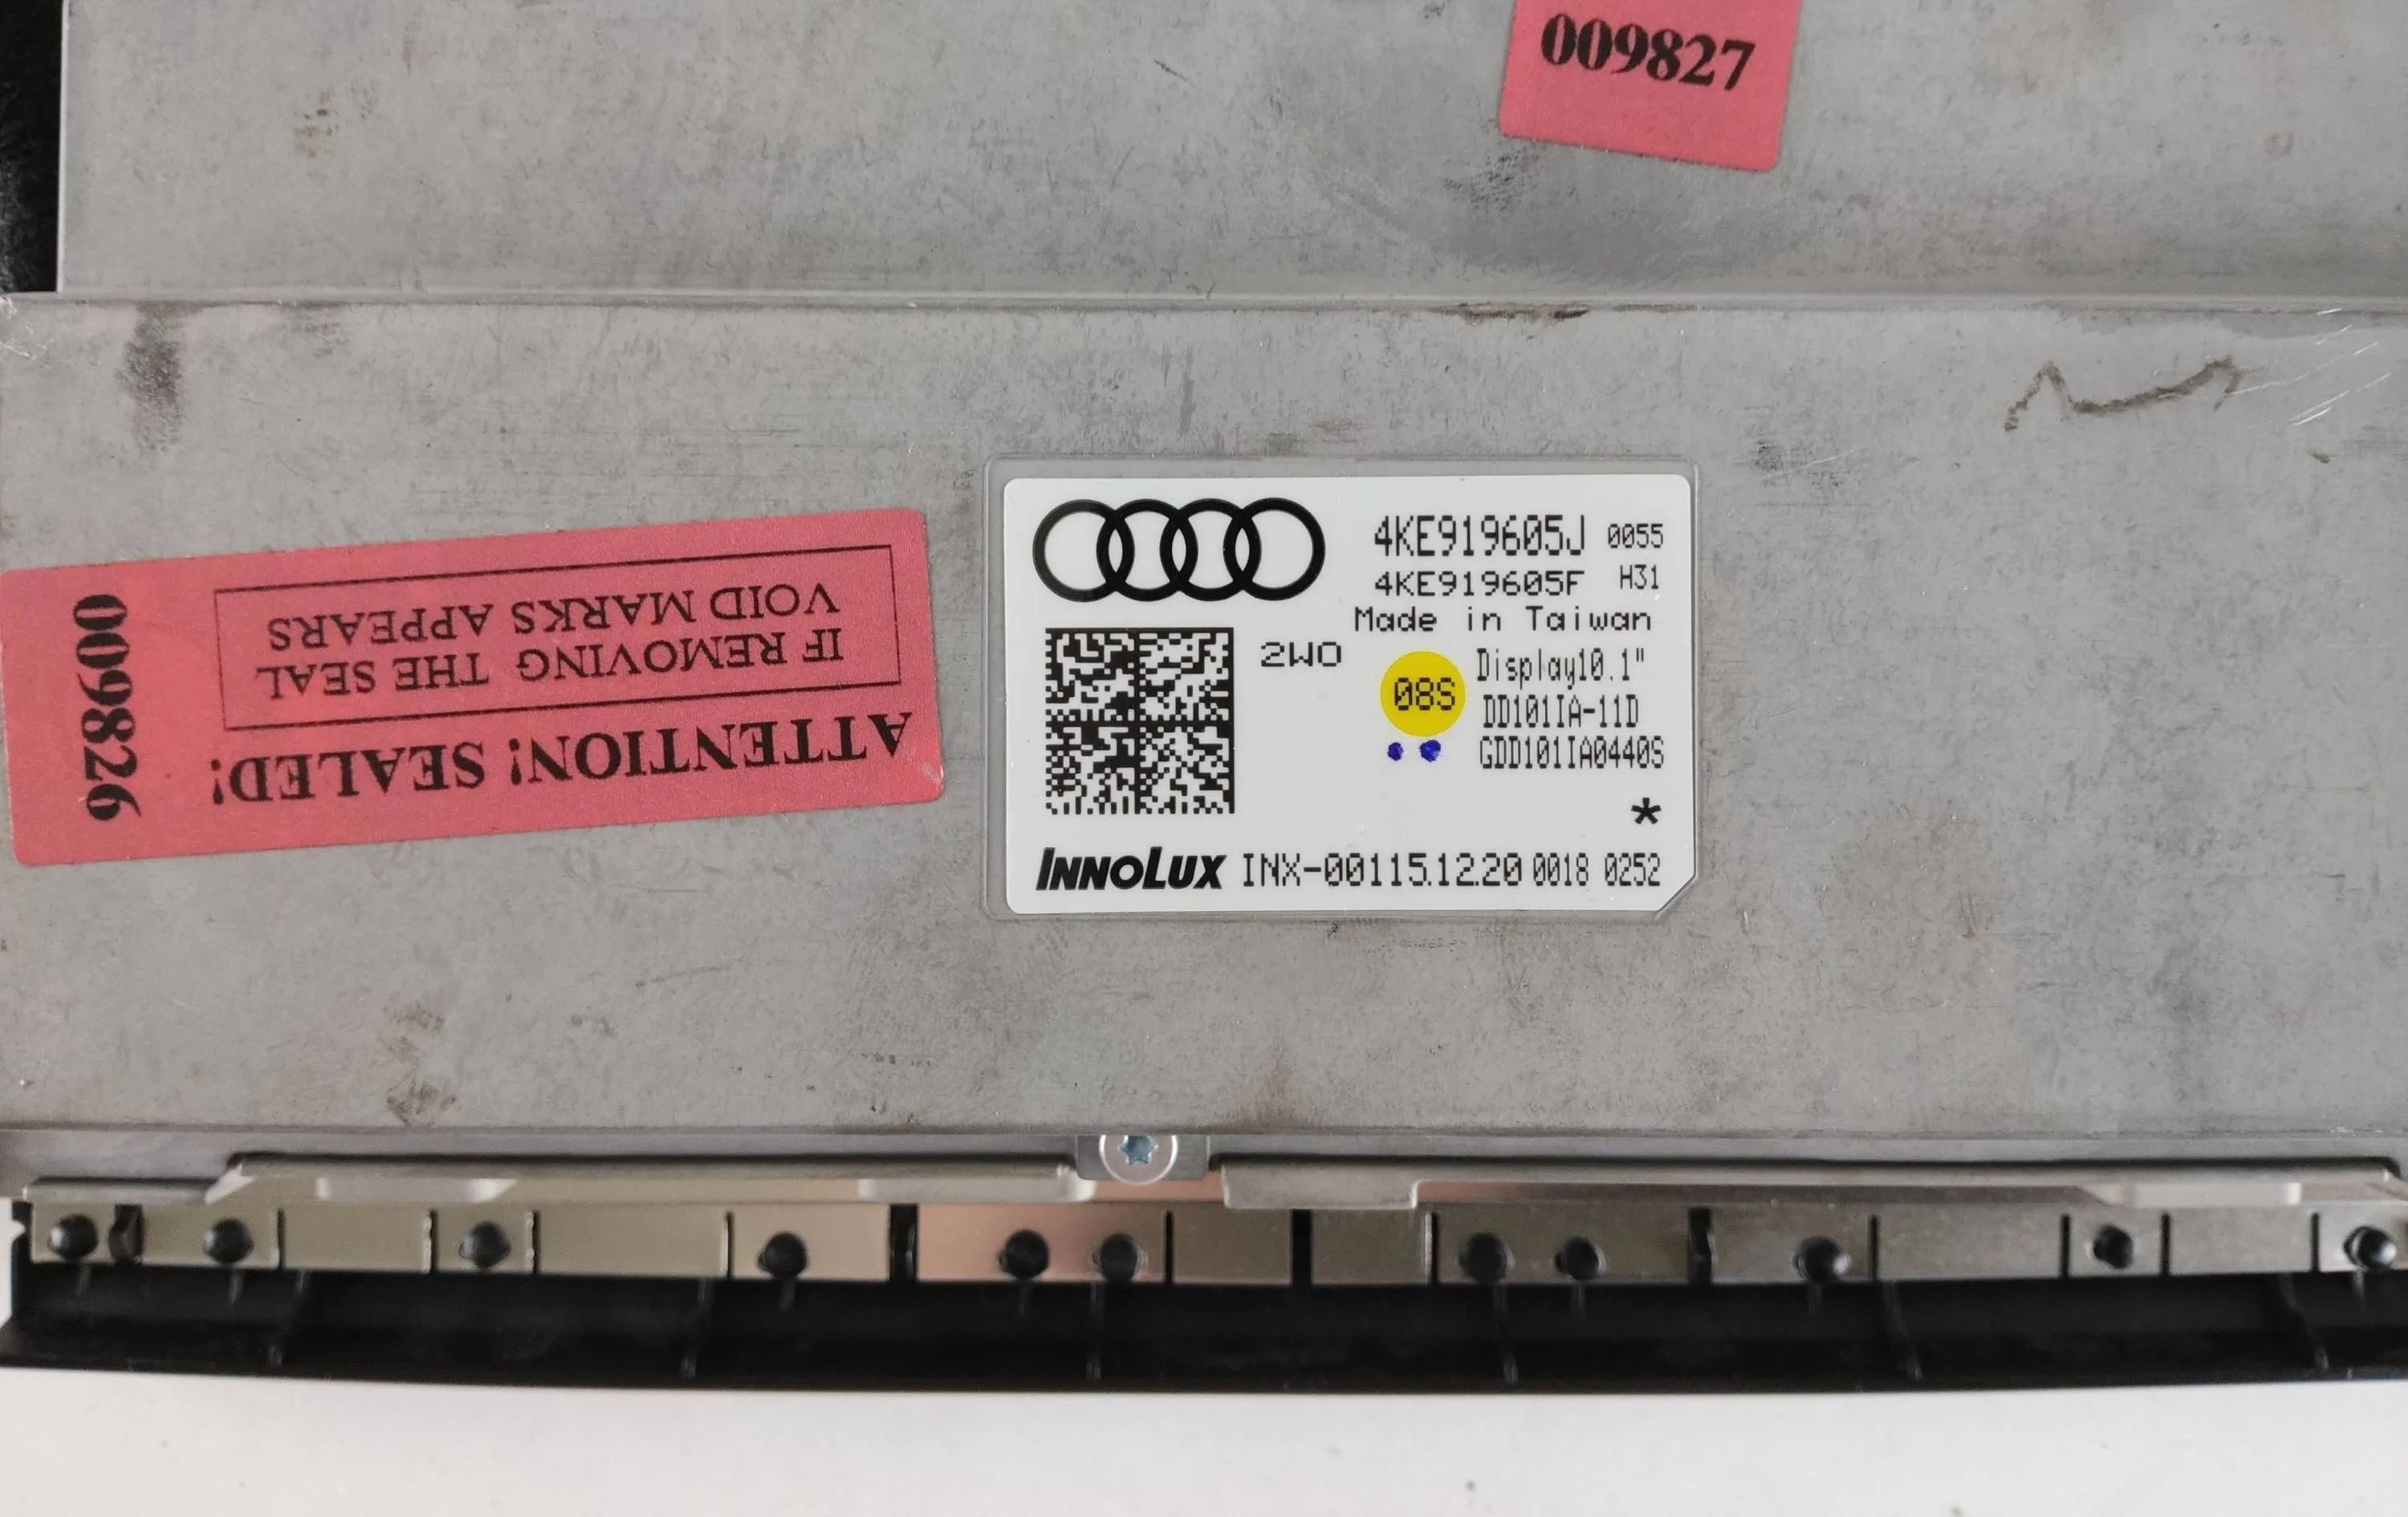 009827
4KE919605J 0055
4KE919605F H31
Made in Taiwan
2WO
08S
Display10.1"
DD101IA-11D
GDD101IA0440S
*
INNOLUX INX-00115.12.20 0018 0252
ATTENTION! SEALED!
IF REMOVING THE SEAL
VOID MARKS APPEARS
009826